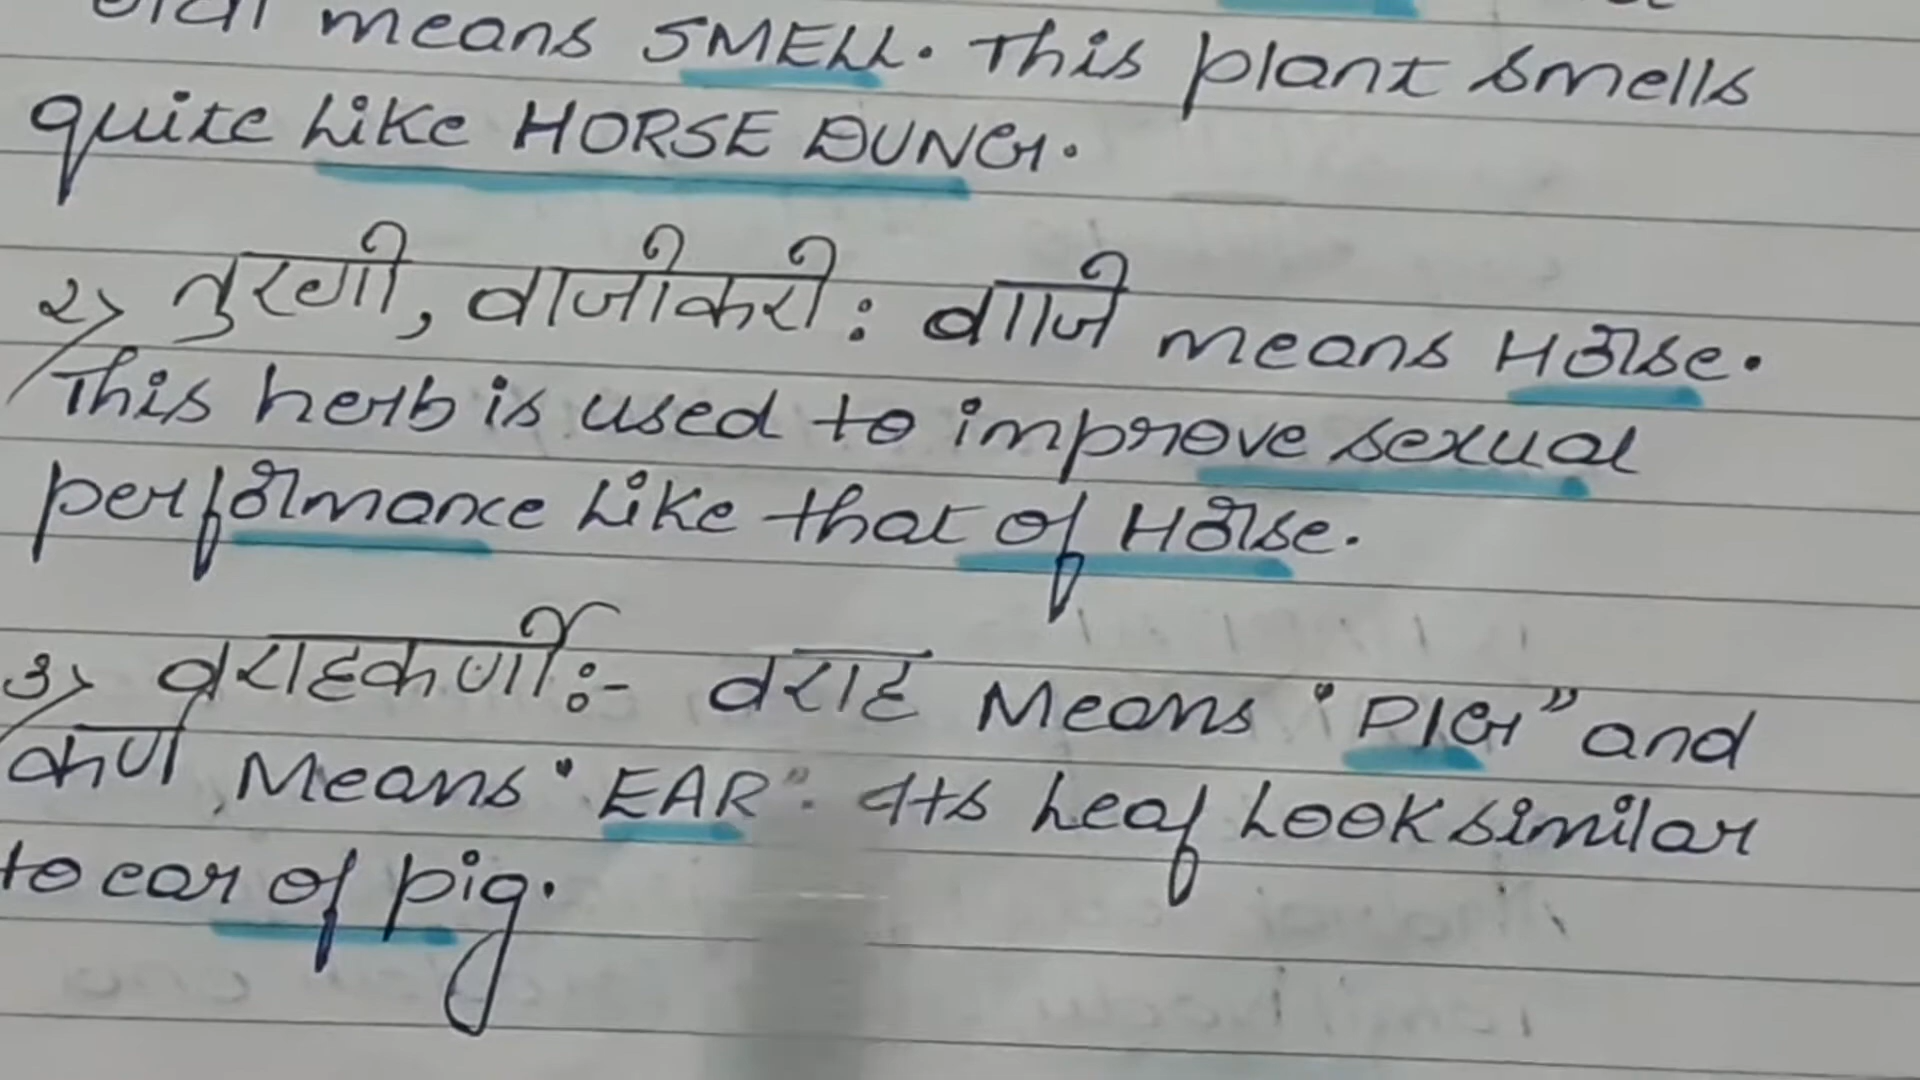 means SMELL. This plant smells
quite Like HORSE DUNG.
२> तुरगी, वाजीकरी: वाजि means Horse.
This herb is used to improve sexual
performance Like that of Horse.
३> वराहकर्णी:- वराह Means "PIG" and
कर्ण Means "EAR". Its Leaf Look similar
to ear of pig.